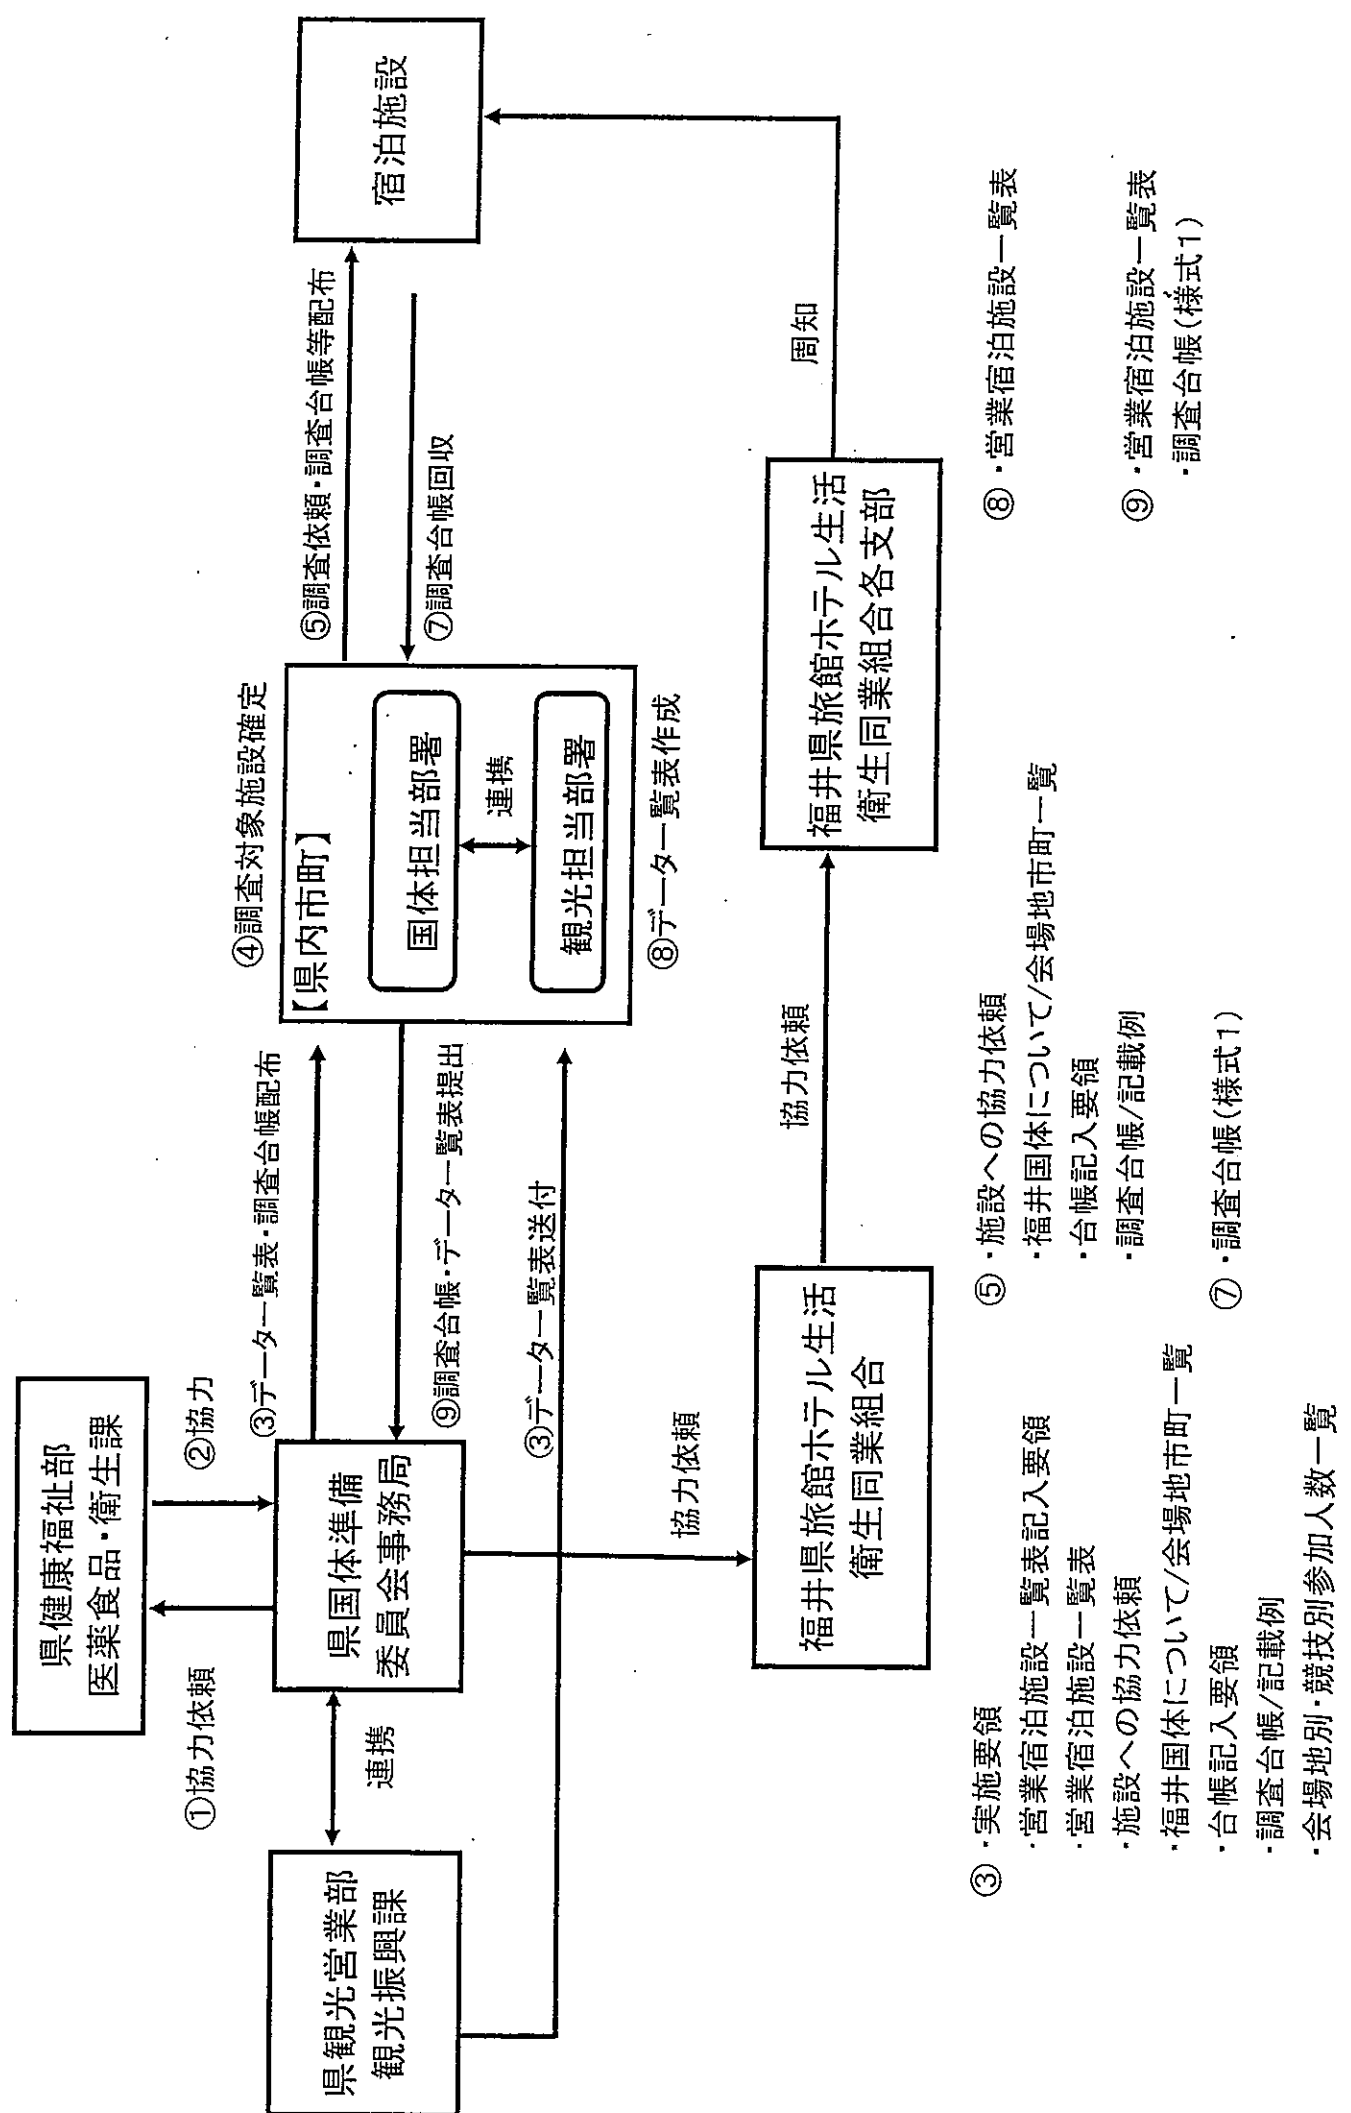 県健康福祉部
医薬食品・衛生課
①協力依頼
②協力
県観光営業部
観光振興課
連携
県国体準備
委員会事務局
③データ一覧表・調査台帳配布
⑨調査台帳・データ一覧表提出
③データ一覧表送付
④調査対象施設確定
【県内市町】
国体担当部署
連携
観光担当部署
⑧データ一覧表作成
⑤調査依頼・調査台帳等配布
⑦調査台帳回収
宿泊施設
協力依頼
福井県旅館ホテル生活
衛生同業組合
協力依頼
福井県旅館ホテル生活
衛生同業組合各支部
周知
③・実施要領
・営業宿泊施設一覧表記入要領
・営業宿泊施設一覧表
・施設への協力依頼
・福井国体について/会場地市町一覧
・台帳記入要領
・調査台帳/記載例
・会場地別・競技別参加人数一覧
⑤・施設への協力依頼
・福井国体について/会場地市町一覧
・台帳記入要領
・調査台帳/記載例
⑦・調査台帳(様式1)
⑧・営業宿泊施設一覧表
⑨・営業宿泊施設一覧表
・調査台帳(様式1)